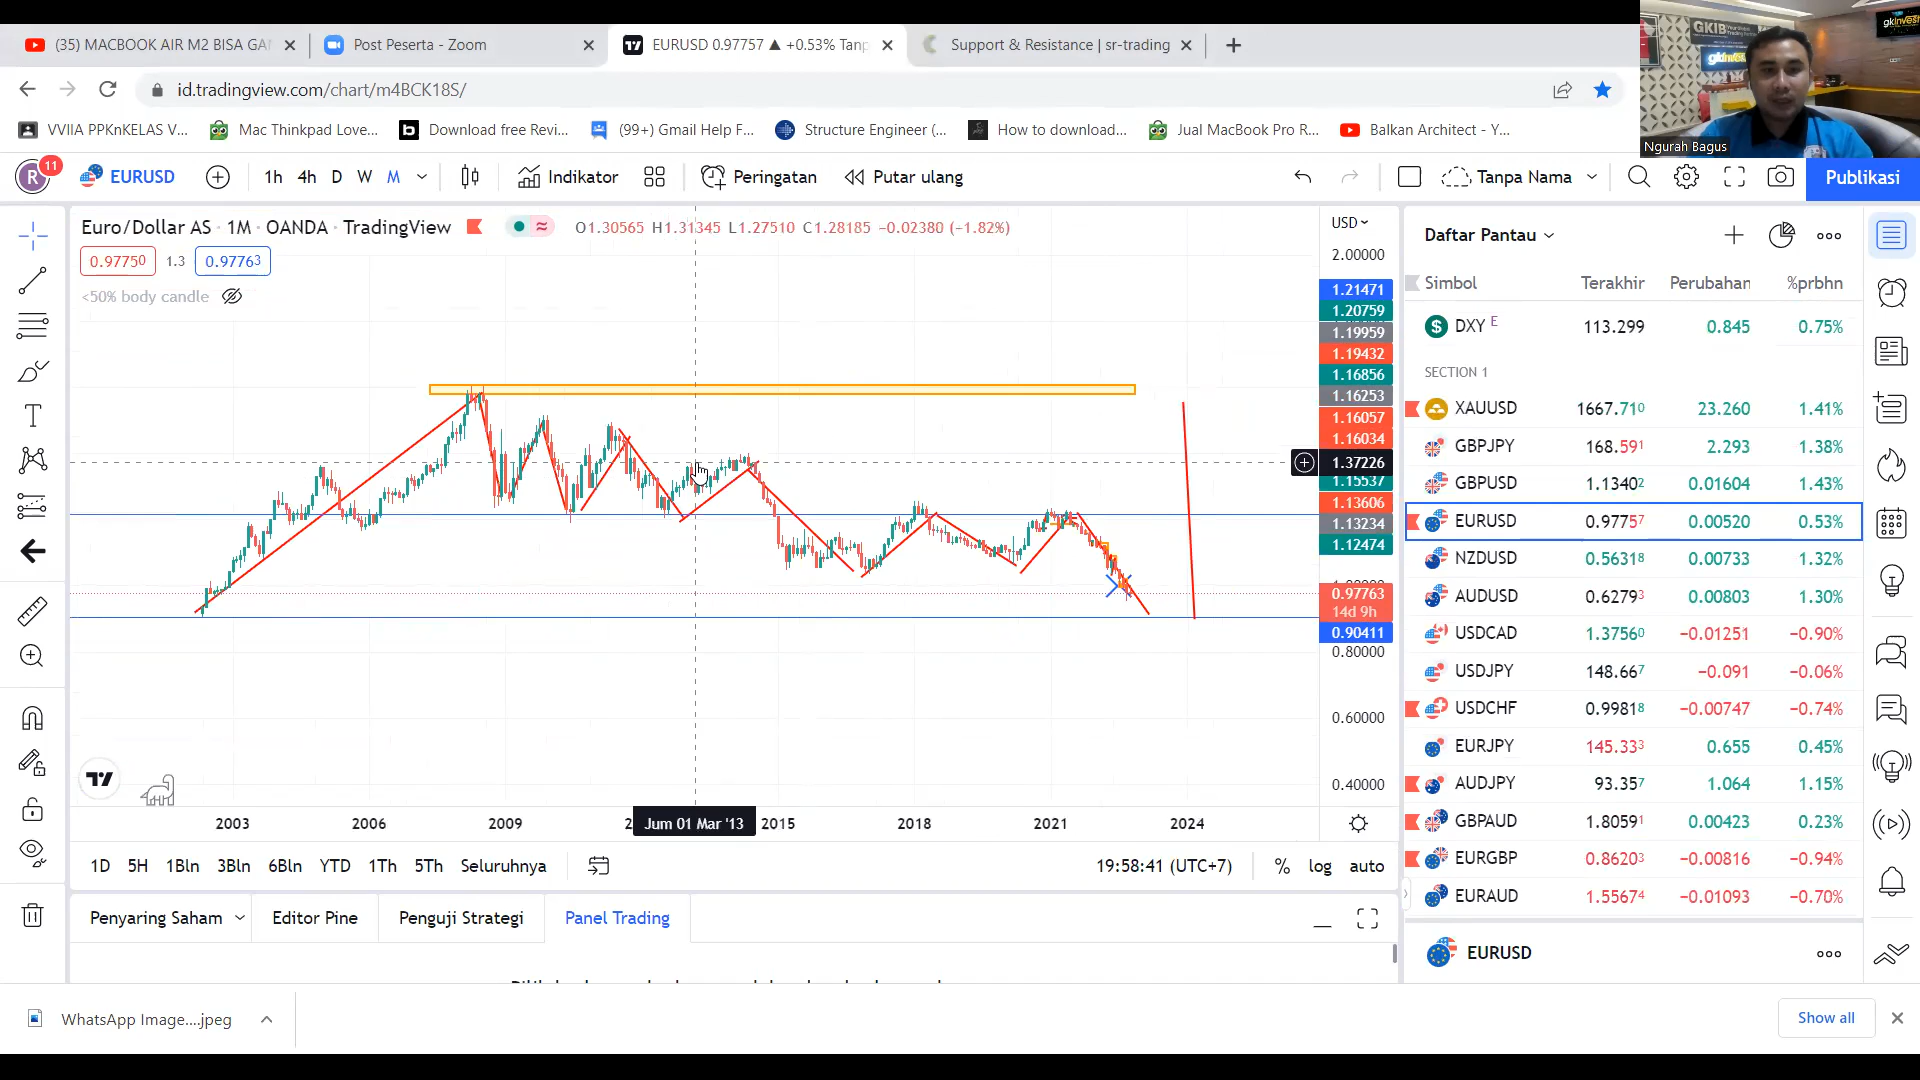 (35) MACBOOK AIR M2 BISA GA
Post Peserta - Zoom
EURUSD 0.97757 ▲ +0.53% Tanp
Support & Resistance | sr-trading
GKIB
gkinvest
gkinvest
id.tradingview.com/chart/m4BCK18S/
VVIIA PPKnKELAS V...
Mac Thinkpad Love...
Download free Revi...
(99+) Gmail Help F...
Structure Engineer (...
How to download...
Jual MacBook Pro R...
Balkan Architect - Y...
Ngurah Bagus
R
11
EURUSD
1h 4h D W M
Indikator
Peringatan
Putar ulang
Tanpa Nama
Publikasi
Euro/Dollar AS · 1M · OANDA · TradingView
O1.30565 H1.31345 L1.27510 C1.28185 −0.02380 (−1.82%)
0.97750
1.3
0.97763
<50% body candle
USD
2.00000
1.21471
1.20759
1.19959
1.19432
1.16856
1.16253
1.16057
1.16034
1.37226
1.15537
1.13606
1.13234
1.12474
0.97763
14d 9h
0.90411
0.80000
0.60000
0.40000
2003
2006
2009
Jum 01 Mar '13
2015
2018
2021
2024
1D 5H 1Bln 3Bln 6Bln YTD 1Th 5Th Seluruhnya
19:58:41 (UTC+7)
% log auto
Penyaring Saham
Editor Pine
Penguji Strategi
Panel Trading
Daftar Pantau
Simbol Terakhir Perubahan %prbhn
DXY E 113.299 0.845 0.75%
SECTION 1
XAUUSD 1667.710 23.260 1.41%
GBPJPY 168.591 2.293 1.38%
GBPUSD 1.13402 0.01604 1.43%
EURUSD 0.97757 0.00520 0.53%
NZDUSD 0.56318 0.00733 1.32%
AUDUSD 0.62793 0.00803 1.30%
USDCAD 1.37560 −0.01251 −0.90%
USDJPY 148.667 −0.091 −0.06%
USDCHF 0.99818 −0.00747 −0.74%
EURJPY 145.333 0.655 0.45%
AUDJPY 93.357 1.064 1.15%
GBPAUD 1.80591 0.00423 0.23%
EURGBP 0.86203 −0.00816 −0.94%
EURAUD 1.55674 −0.01093 −0.70%
EURUSD
WhatsApp Image....jpeg
Show all